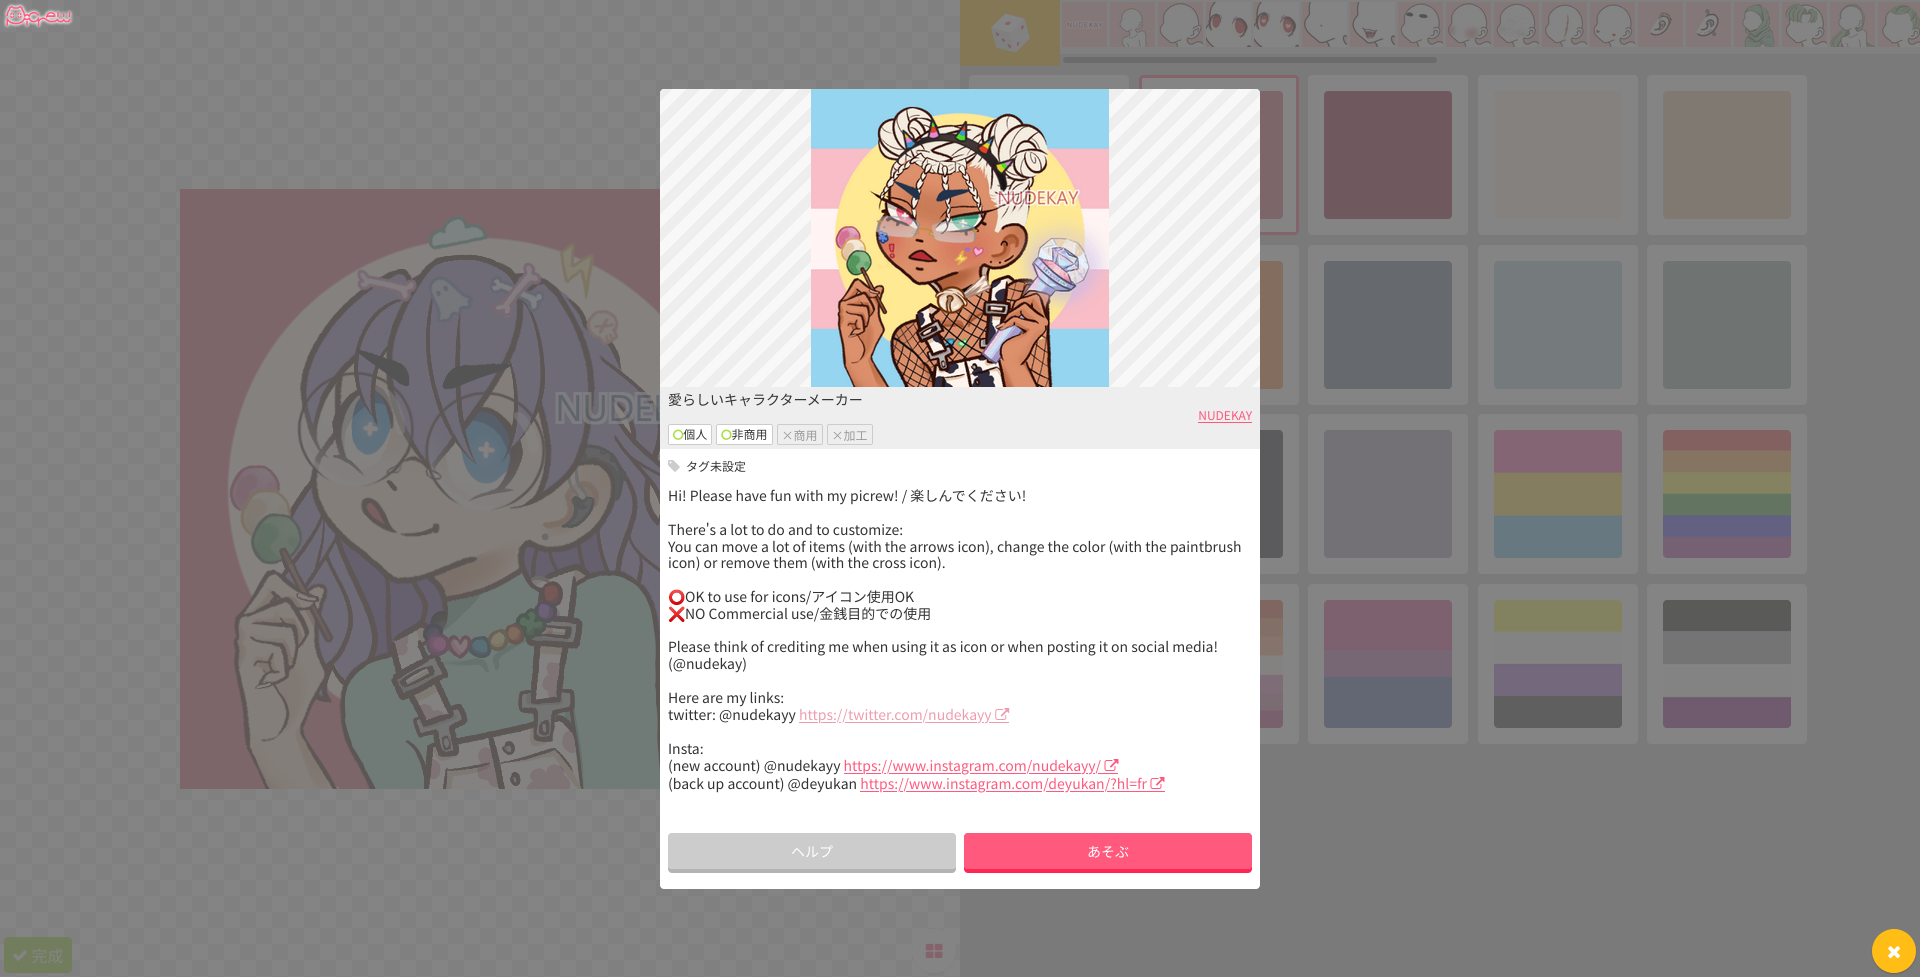 Picrew
NUDEKAY
NUDEKAY
愛らしいキャラクターメーカー
NUDEKAY
個人
非商用
×商用
×加工
タグ未設定
Hi! Please have fun with my picrew! / 楽しんでください!
There's a lot to do and to customize:
You can move a lot of items (with the arrows icon), change the color (with the paintbrush
icon) or remove them (with the cross icon).
⭕OK to use for icons/アイコン使用OK
❌NO Commercial use/金銭目的での使用
Please think of crediting me when using it as icon or when posting it on social media!
(@nudekay)
Here are my links:
twitter: @nudekayy https://twitter.com/nudekayy
Insta:
(new account) @nudekayy https://www.instagram.com/nudekayy/
(back up account) @deyukan https://www.instagram.com/deyukan/?hl=fr
ヘルプ
あそぶ
完成